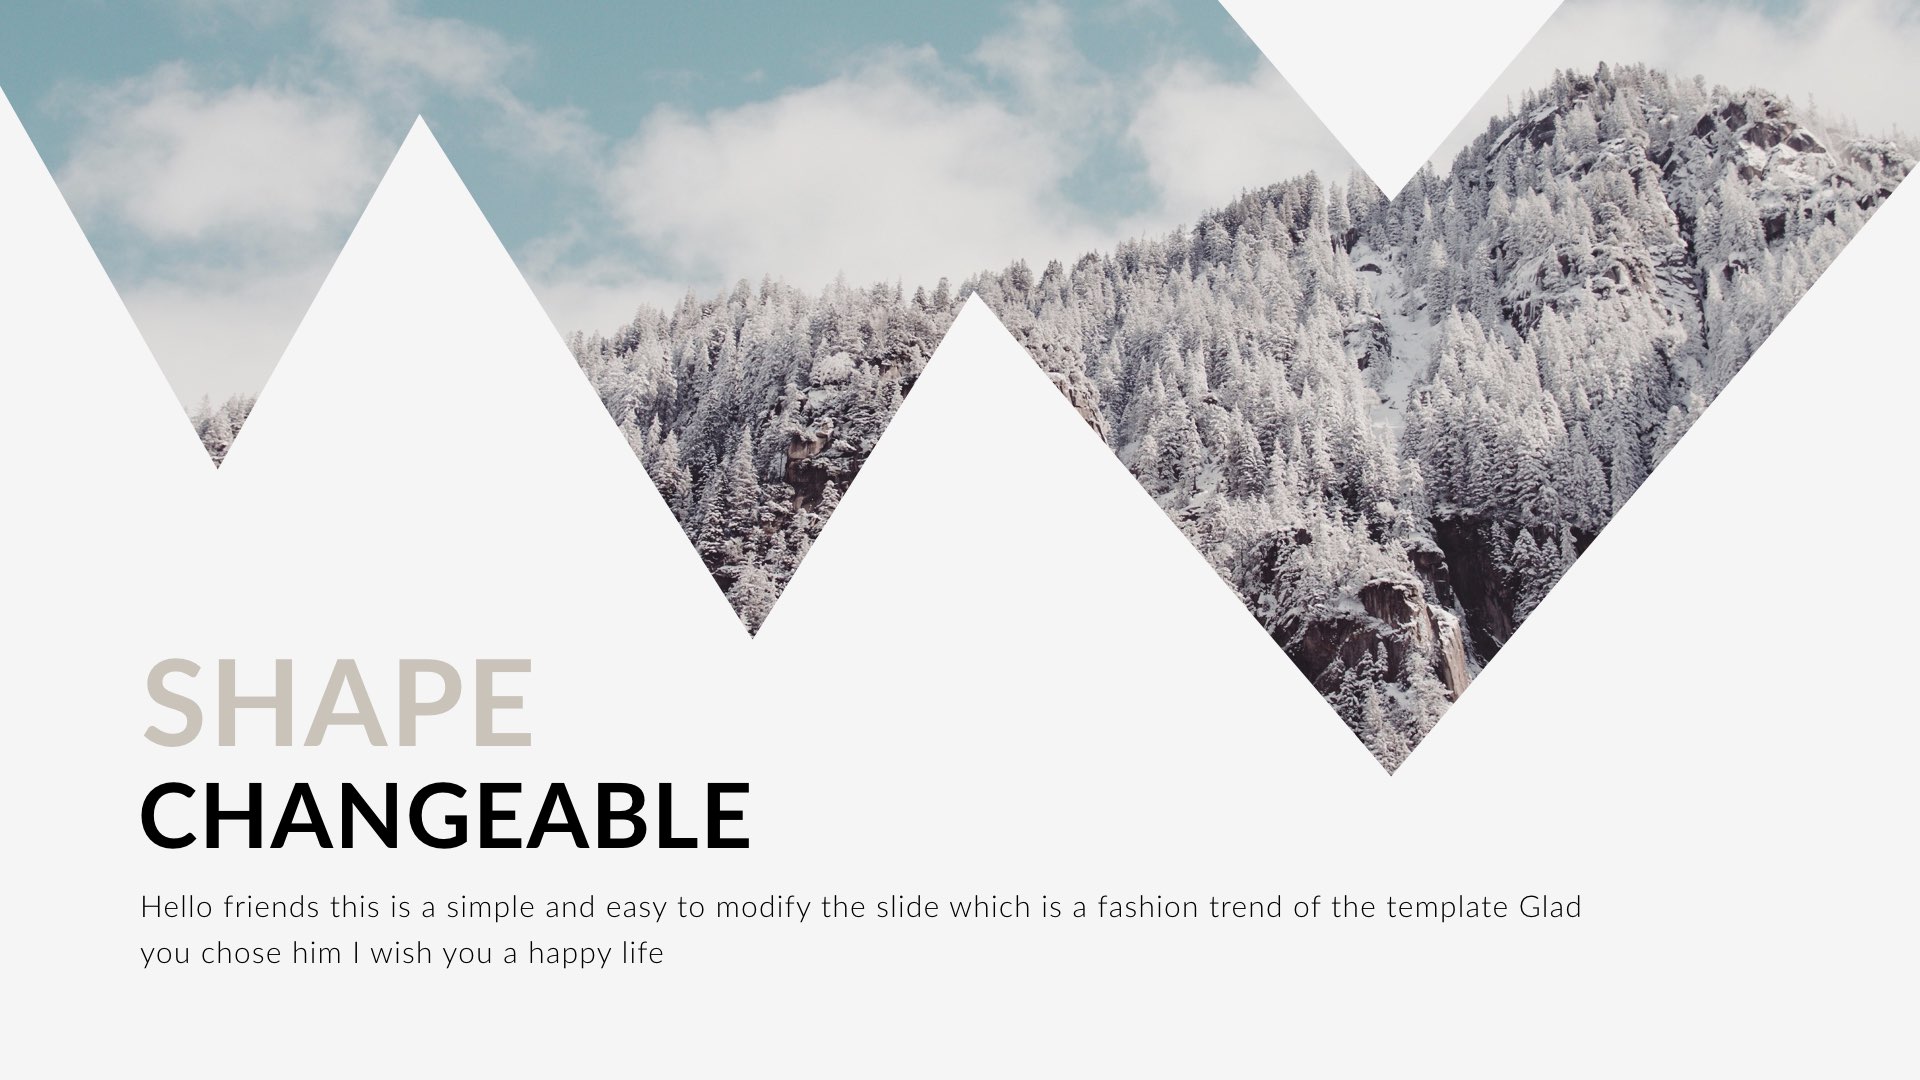 SHAPE
CHANGEABLE
Hello friends this is a simple and easy to modify the slide which is a fashion trend of the template Glad
you chose him I wish you a happy life